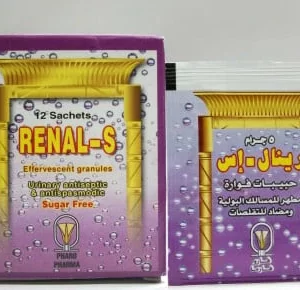 12 Sachets
RENAL-S
Effervescent granules
Urinary antiseptic
& antispasmodic
Sugar Free
PHARO
PHARMA
٥ جرام
رينال - إس
حبيبات فوارة
مطهر للمسالك البولية
ومضاد للتقلصات